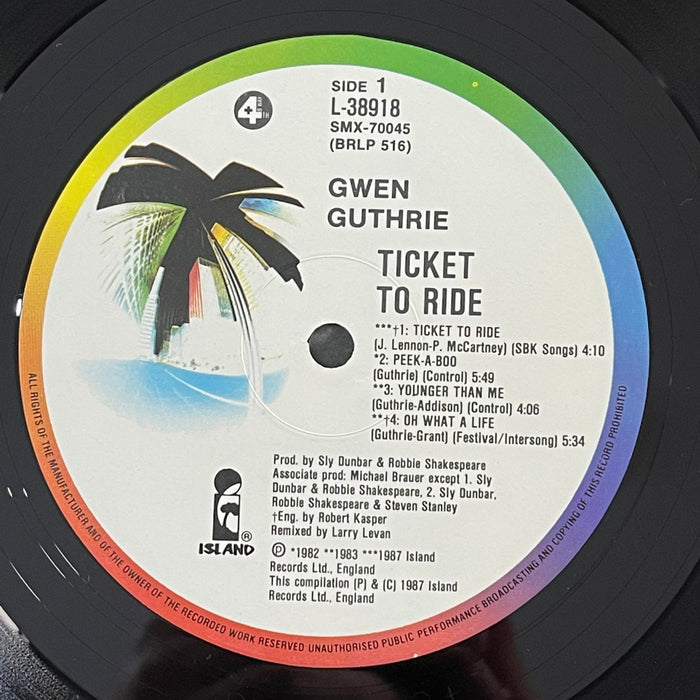 SIDE 1
L-38918
SMX-70045
(BRLP 516)
4
TH
GWEN
GUTHRIE
TICKET
TO RIDE
***†1: TICKET TO RIDE
(J. Lennon-P. McCartney) (SBK Songs) 4:10
*2: PEEK-A-BOO
(Guthrie) (Control) 5:49
**3: YOUNGER THAN ME
(Guthrie-Addison) (Control) 4:06
**†4: OH WHAT A LIFE
(Guthrie-Grant) (Festival/Intersong) 5:34
Prod. by Sly Dunbar & Robbie Shakespeare
Associate prod: Michael Brauer except 1. Sly
Dunbar & Robbie Shakespeare, 2. Sly Dunbar,
Robbie Shakespeare & Steven Stanley
†Eng. by Robert Kasper
Remixed by Larry Levan
Ⓟ *1982 **1983 ***1987 Island
Records Ltd., England
This compilation (P) & (C) 1987 Island
Records Ltd., England
®
ISLAND
ALL RIGHTS OF THE MANUFACTURER AND OF THE OWNER OF THE RECORDED WORK RESERVED UNAUTHORISED PUBLIC PERFORMANCE BROADCASTING AND COPYING OF THIS RECORD PROHIBITED